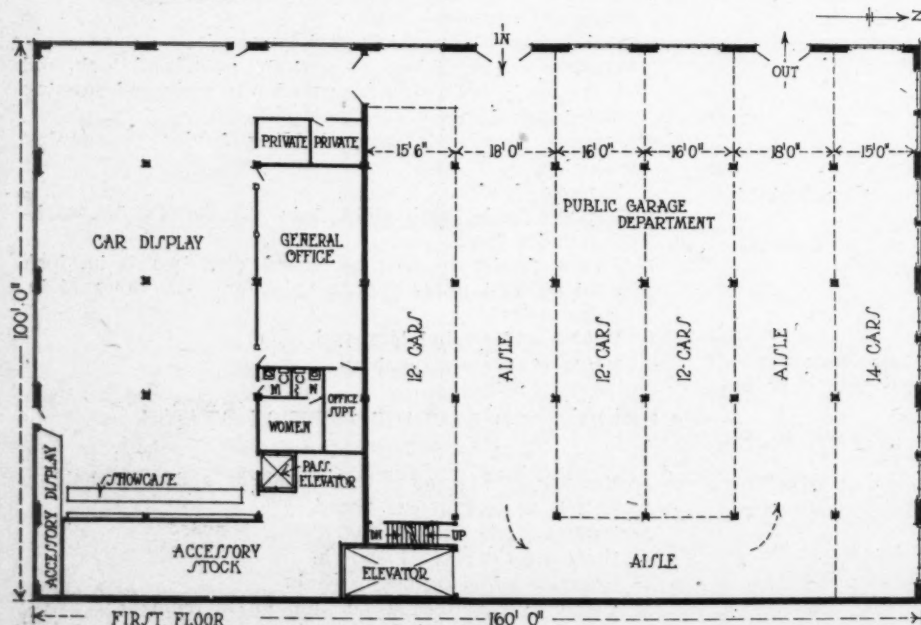 N
IN
OUT
PRIVATE
PRIVATE
15'6"
18'0"
16'0"
16'0"
18'0"
15'0"
PUBLIC GARAGE
DEPARTMENT
CAR DISPLAY
GENERAL
OFFICE
100'-0"
12-CARS
AISLE
12-CARS
12-CARS
AISLE
14-CARS
M
OFFICE
SUPT.
WOMEN
PASS.
ELEVATOR
SHOWCASE
ACCESSORY DISPLAY
ACCESSORY
STOCK
DN
UP
ELEVATOR
AISLE
FIRST FLOOR
160' 0"